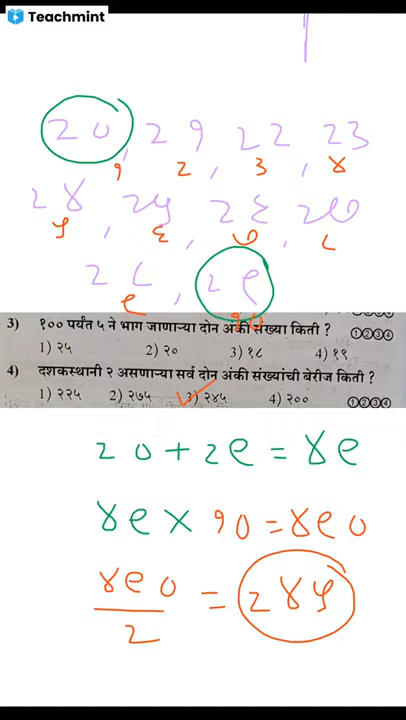 Teachmint
२०, २१, २२, २३
१ २ ३ ४
२४, २५, २६, २७
५ ६ ७ ८
२८, २९
९ १०
3) १०० पर्यंत ५ ने भाग जाणाऱ्या दोन अंकी संख्या किती ? ①②③④
1) २५ 2) २० 3) १८ 4) १९
4) दशकस्थानी २ असणाऱ्या सर्व दोन अंकी संख्यांची बेरीज किती ?
1) २२५ 2) २७५ 3) २४५ 4) २०० ①②③④
२० + २९ = ४९
४९ × १० = ४९०
४९०/२ = २४५